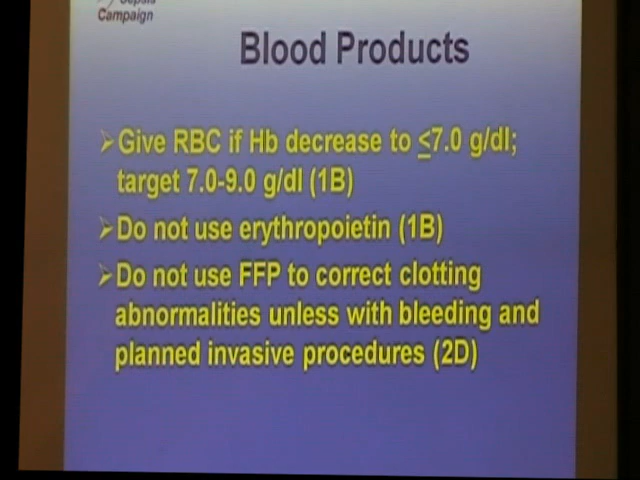 Sepsis
Campaign
Blood Products
➢Give RBC if Hb decrease to ≤7.0 g/dl;
target 7.0-9.0 g/dl (1B)
➢Do not use erythropoietin (1B)
➢Do not use FFP to correct clotting
abnormalities unless with bleeding and
planned invasive procedures (2D)